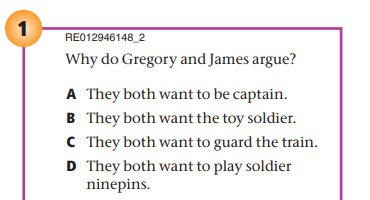 1
RE012946148_2
Why do Gregory and James argue?
A They both want to be captain.
B They both want the toy soldier.
C They both want to guard the train.
D They both want to play soldier
ninepins.